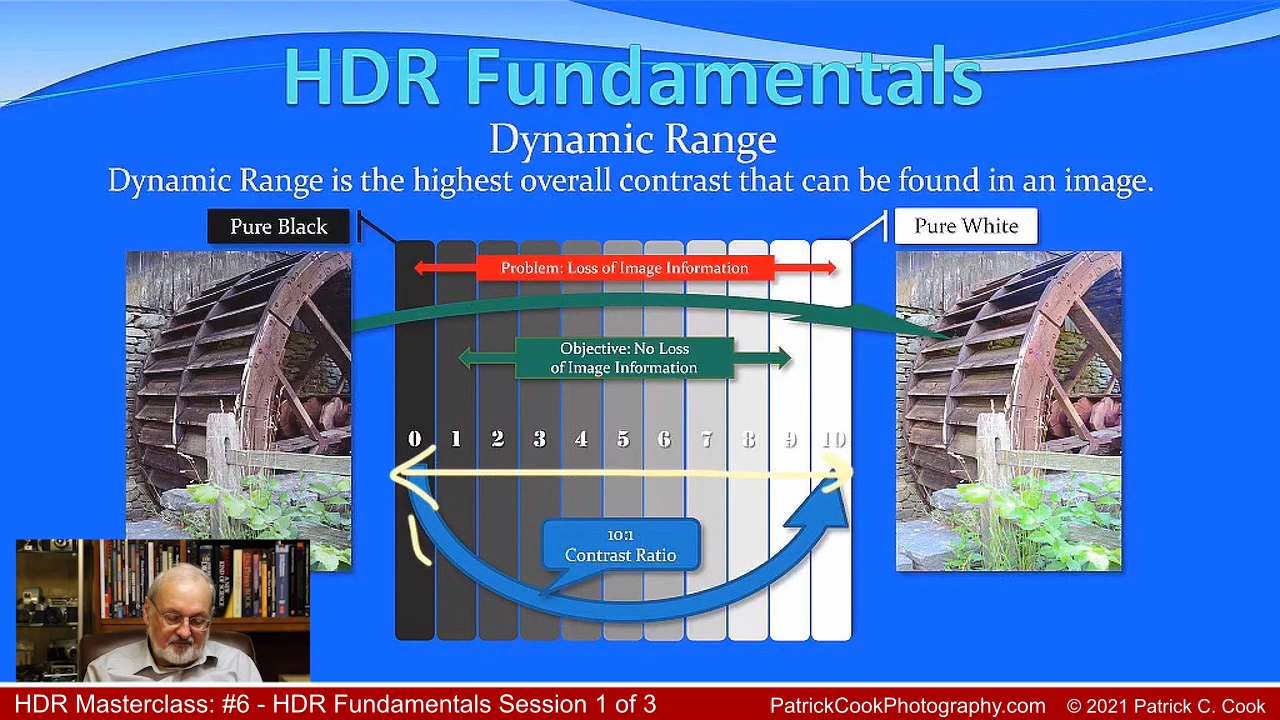 HDR Fundamentals
Dynamic Range
Dynamic Range is the highest overall contrast that can be found in an image.
Pure Black
Pure White
Problem: Loss of Image Information
Objective: No Loss
of Image Information
0 1 2 3 4 5 6 7 8 9 10
10:1
Contrast Ratio
HDR Masterclass: #6 - HDR Fundamentals Session 1 of 3
PatrickCookPhotography.com
© 2021 Patrick C. Cook